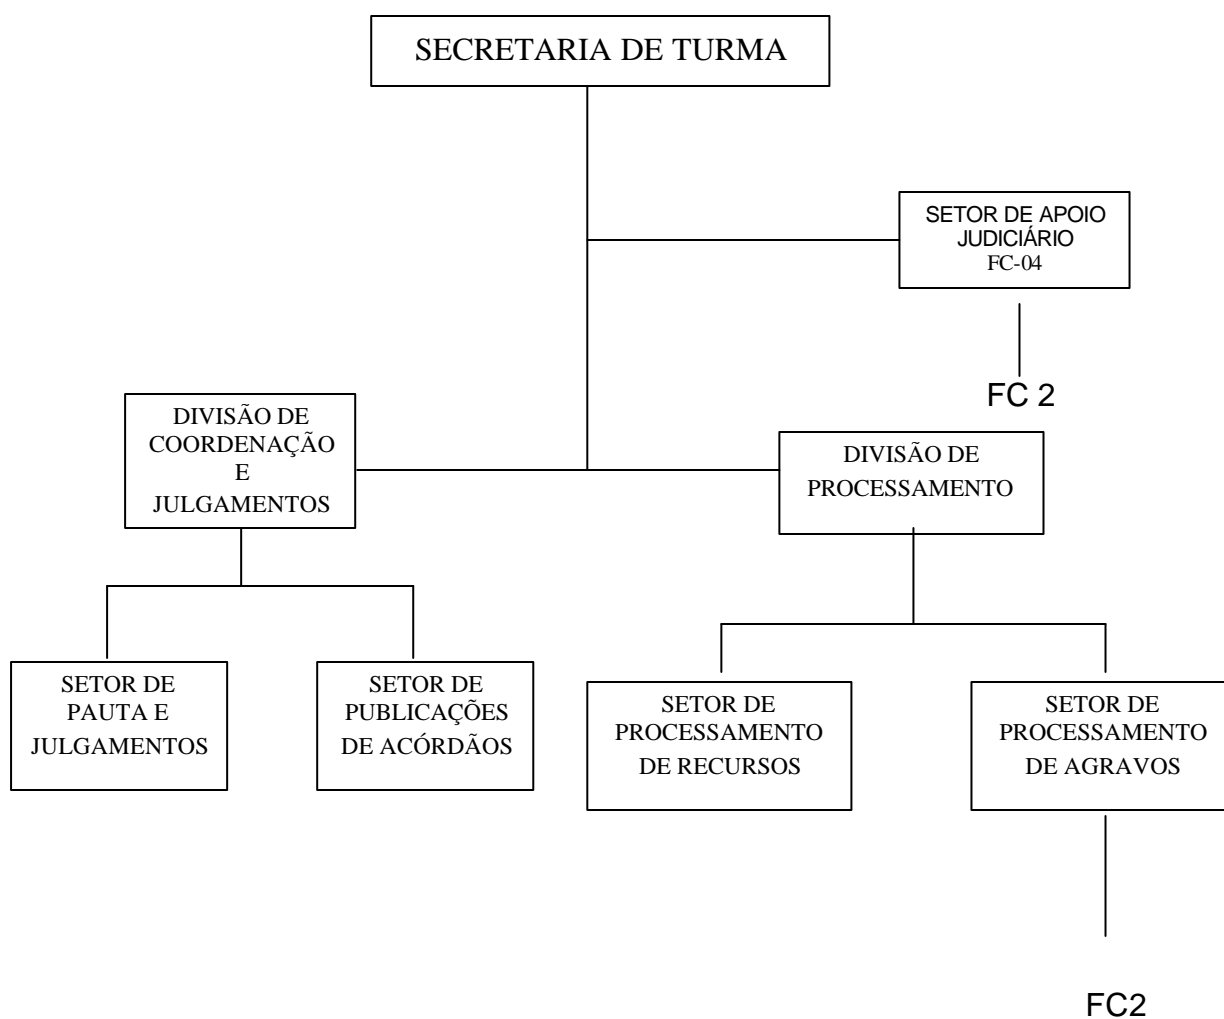 SECRETARIA DE TURMA
SETOR DE APOIO
JUDICIÁRIO
FC-04
FC 2
DIVISÃO DE
COORDENAÇÃO
E
JULGAMENTOS
DIVISÃO DE
PROCESSAMENTO
SETOR DE
PAUTA E
JULGAMENTOS
SETOR DE
PUBLICAÇÕES
DE ACÓRDÃOS
SETOR DE
PROCESSAMENTO
DE RECURSOS
SETOR DE
PROCESSAMENTO
DE AGRAVOS
FC2